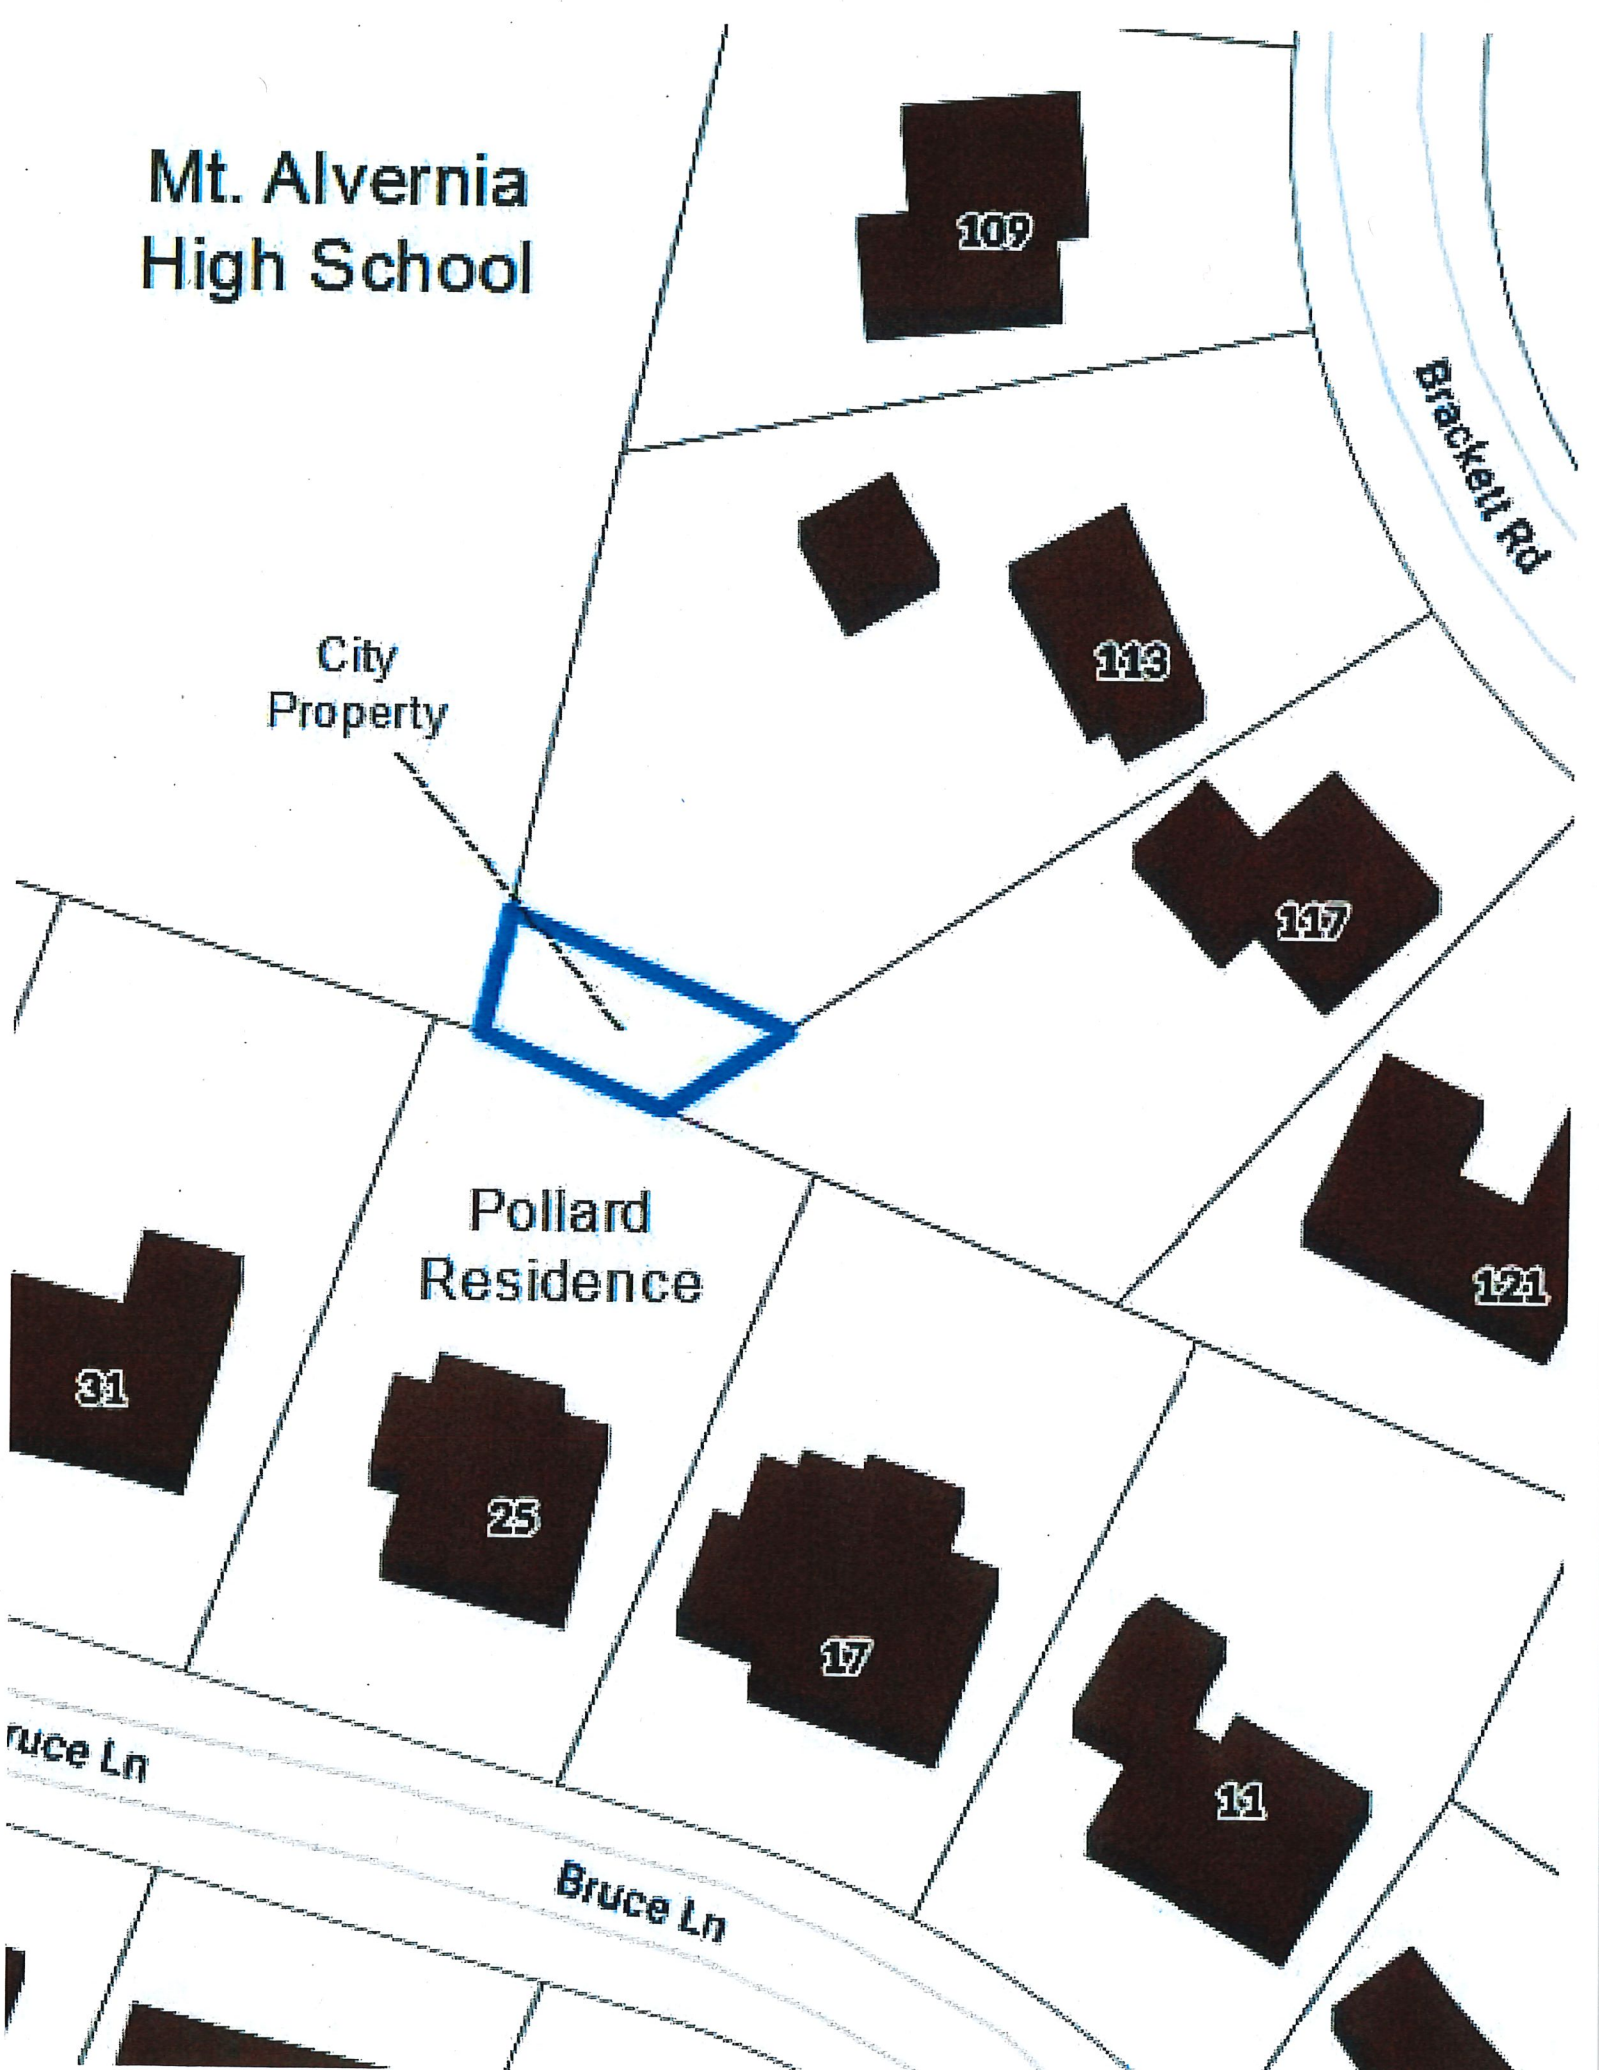 Mt. Alvernia
High School
109
Brackett Rd
113
City
Property
117
Pollard
Residence
121
31
25
17
ruce Ln
11
Bruce Ln